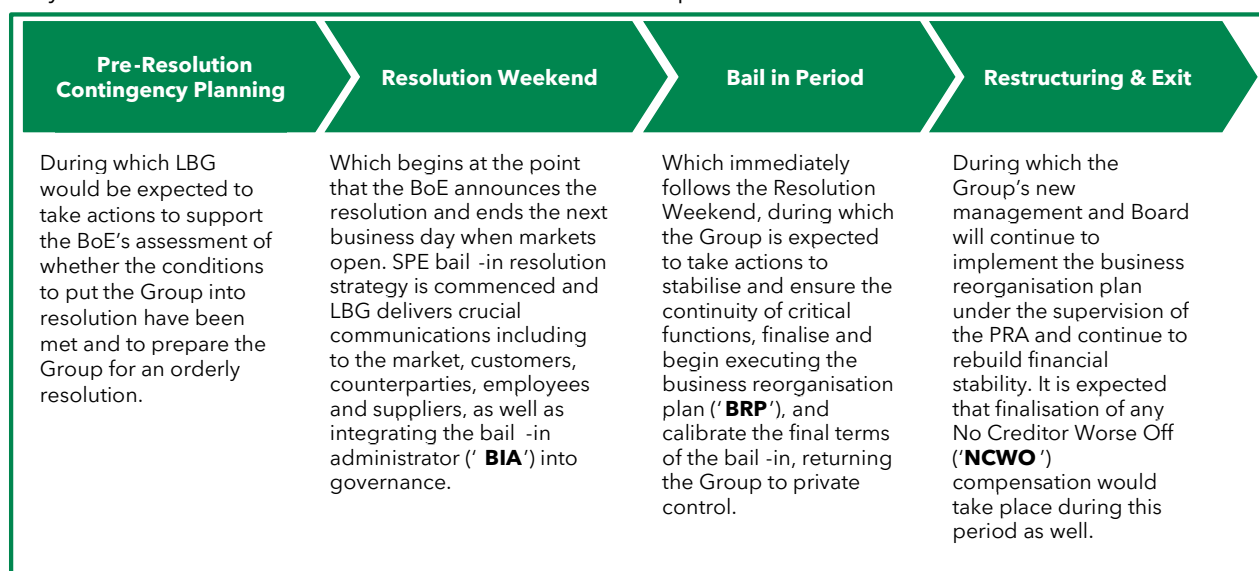 Pre-Resolution
Contingency Planning
During which LBG
would be expected to
take actions to support
the BoE's assessment of
whether the conditions
to put the Group into
resolution have been
met and to prepare the
Group for an orderly
resolution.
Resolution Weekend
Which begins at the point
that the BoE announces the
resolution and ends the next
business day when markets
open. SPE bail -in resolution
strategy is commenced and
LBG delivers crucial
communications including
to the market, customers,
counterparties, employees
and suppliers, as well as
integrating the bail -in
administrator (' BIA') into
governance.
Bail in Period
Which immediately
follows the Resolution
Weekend, during which
the Group is expected
to take actions to
stabilise and ensure the
continuity of critical
functions, finalise and
begin executing the
business reorganisation
plan ('BRP'), and
calibrate the final terms
of the bail -in, returning
the Group to private
control.
Restructuring & Exit
During which the
Group's new
management and Board
will continue to
implement the business
reorganisation plan
under the supervision of
the PRA and continue to
rebuild financial
stability. It is expected
that finalisation of any
No Creditor Worse Off
('NCWO ')
compensation would
take place during this
period as well.